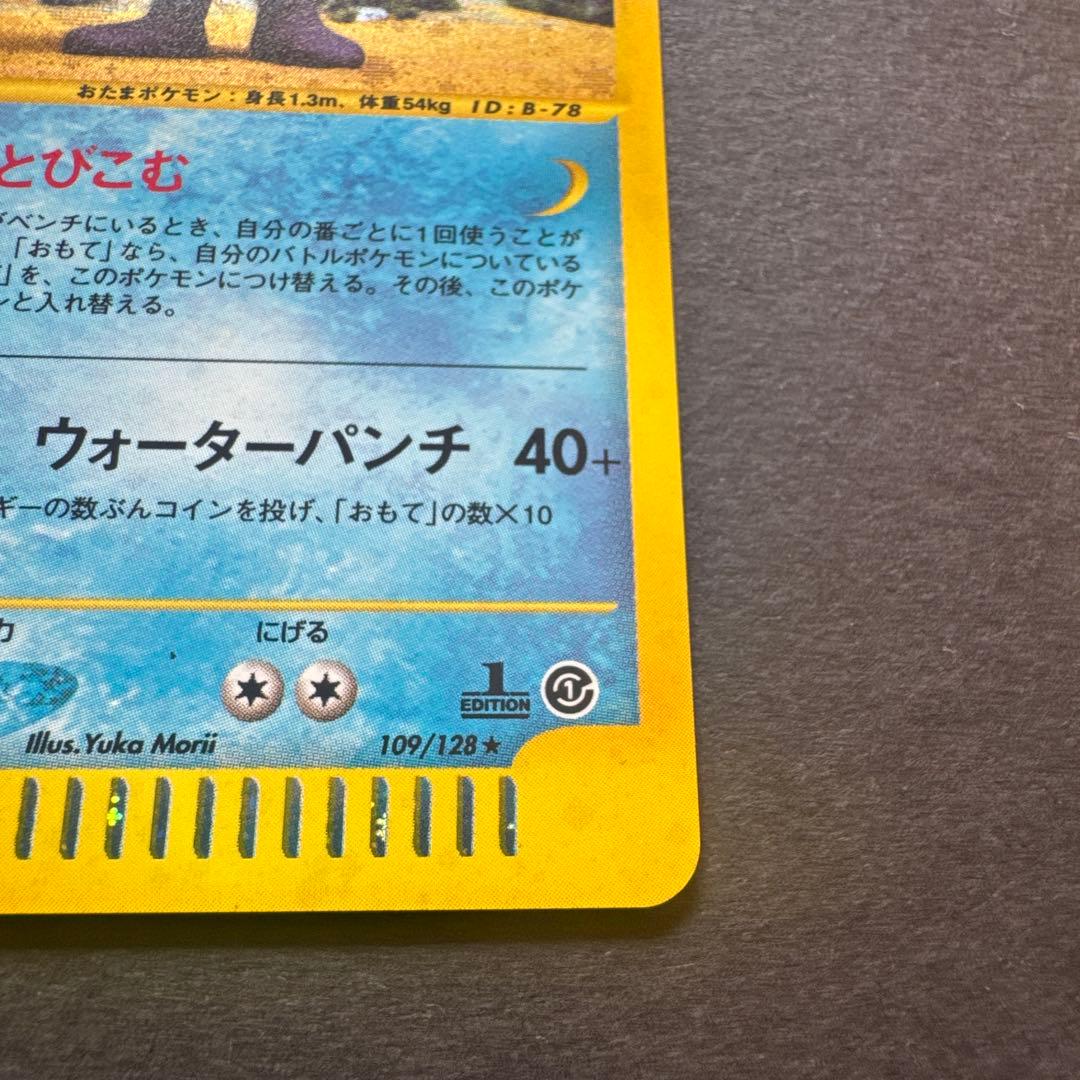 おたまポケモン：身長1.3m、体重54kg ID:B-78
とびこむ
ベンチにいるとき、自分の番ごとに1回使うことが
「おもて」なら、自分のバトルポケモンについている
」を、このポケモンにつけ替える。その後、このポケ
ンと入れ替える。
ウォーターパンチ 40+
ギーの数ぶんコインを投げ、「おもて」の数×10
力 にげる
1
EDITION
1
Illus.Yuka Morii 109/128★